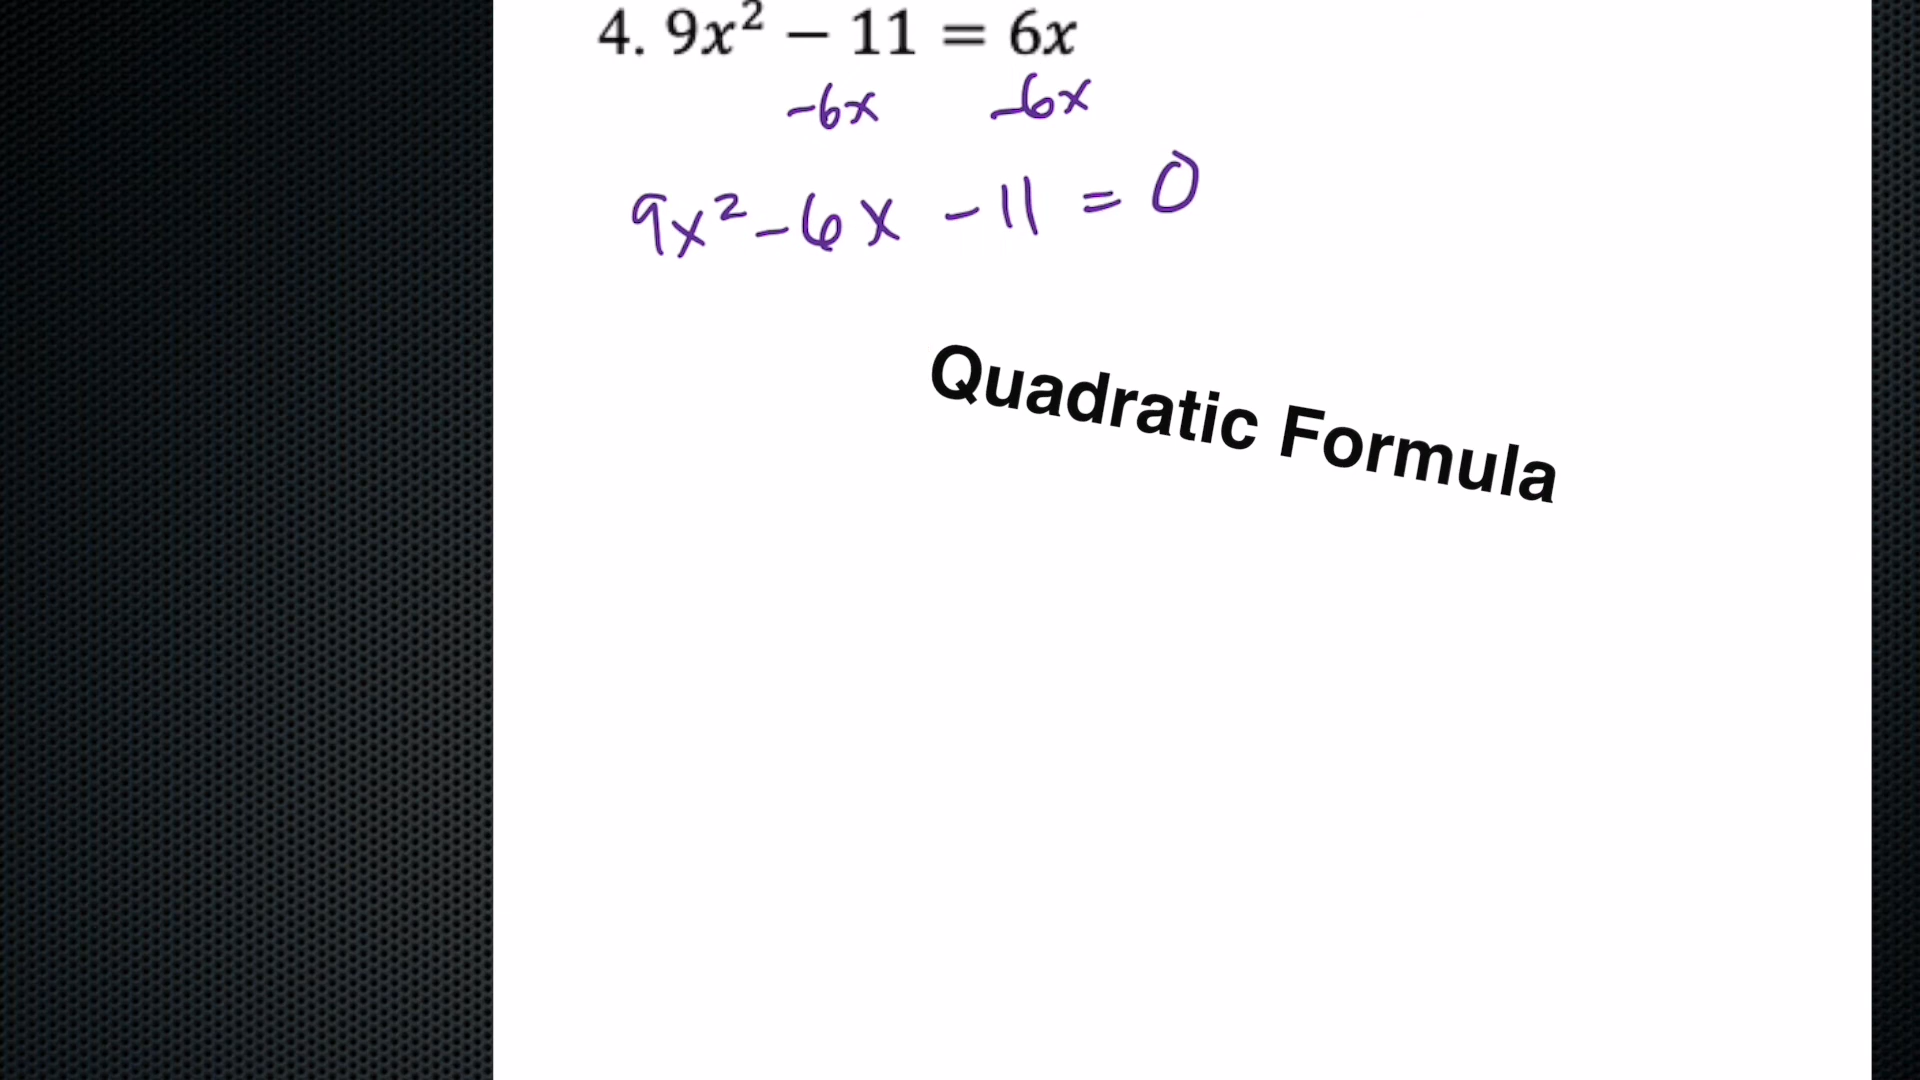 4. 9x² − 11 = 6x
-6x -6x
9x² - 6x - 11 = 0
Quadratic Formula